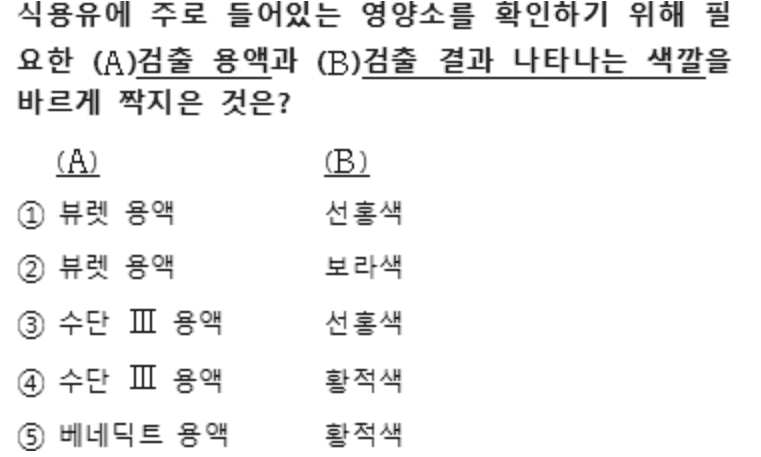 식용유에 주로 들어있는 영양소를 확인하기 위해 필
요한 (A)검출 용액과 (B)검출 결과 나타나는 색깔을
바르게 짝지은 것은?
(A) (B)
① 뷰렛 용액 선홍색
② 뷰렛 용액 보라색
③ 수단 Ⅲ 용액 선홍색
④ 수단 Ⅲ 용액 황적색
⑤ 베네딕트 용액 황적색